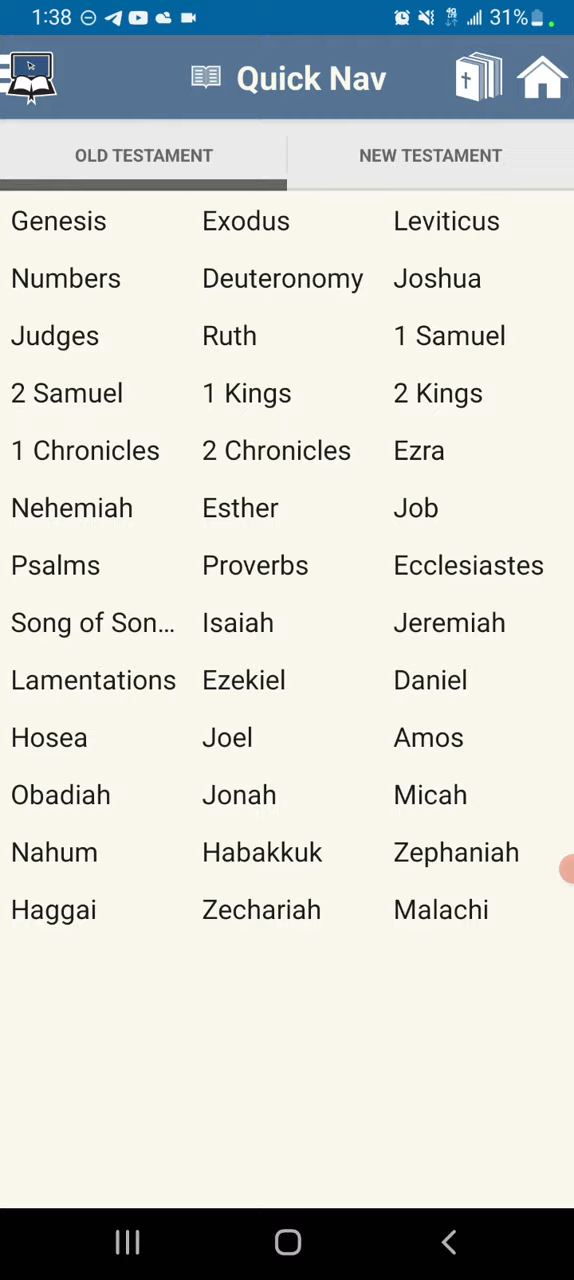 1:38 31%
Quick Nav
OLD TESTAMENT NEW TESTAMENT
Genesis Exodus Leviticus
Numbers Deuteronomy Joshua
Judges Ruth 1 Samuel
2 Samuel 1 Kings 2 Kings
1 Chronicles 2 Chronicles Ezra
Nehemiah Esther Job
Psalms Proverbs Ecclesiastes
Song of Son... Isaiah Jeremiah
Lamentations Ezekiel Daniel
Hosea Joel Amos
Obadiah Jonah Micah
Nahum Habakkuk Zephaniah
Haggai Zechariah Malachi